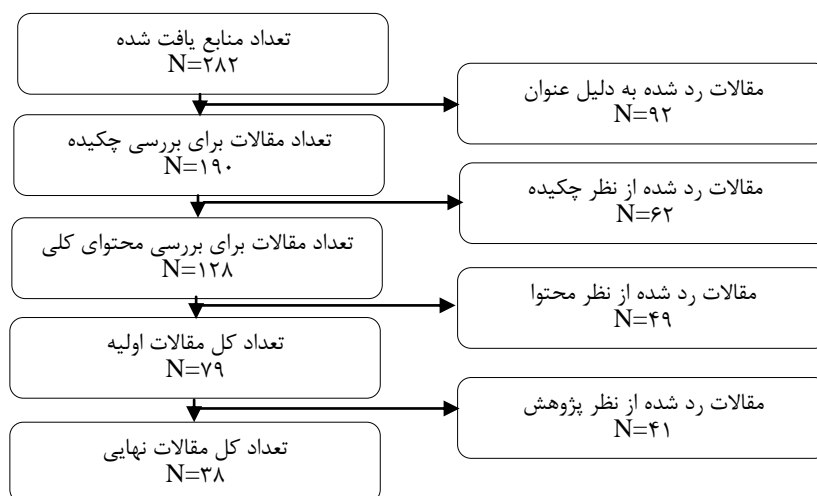 تعداد منابع یافت شده
N=۲۸۲
مقالات رد شده به دلیل عنوان
N=۹۲
تعداد مقالات برای بررسی چکیده
N=۱۹۰
مقالات رد شده از نظر چکیده
N=۶۲
تعداد مقالات برای بررسی محتوای کلی
N=۱۲۸
مقالات رد شده از نظر محتوا
N=۴۹
تعداد کل مقالات اولیه
N=۷۹
مقالات رد شده از نظر پژوهش
N=۴۱
تعداد کل مقالات نهایی
N=۳۸